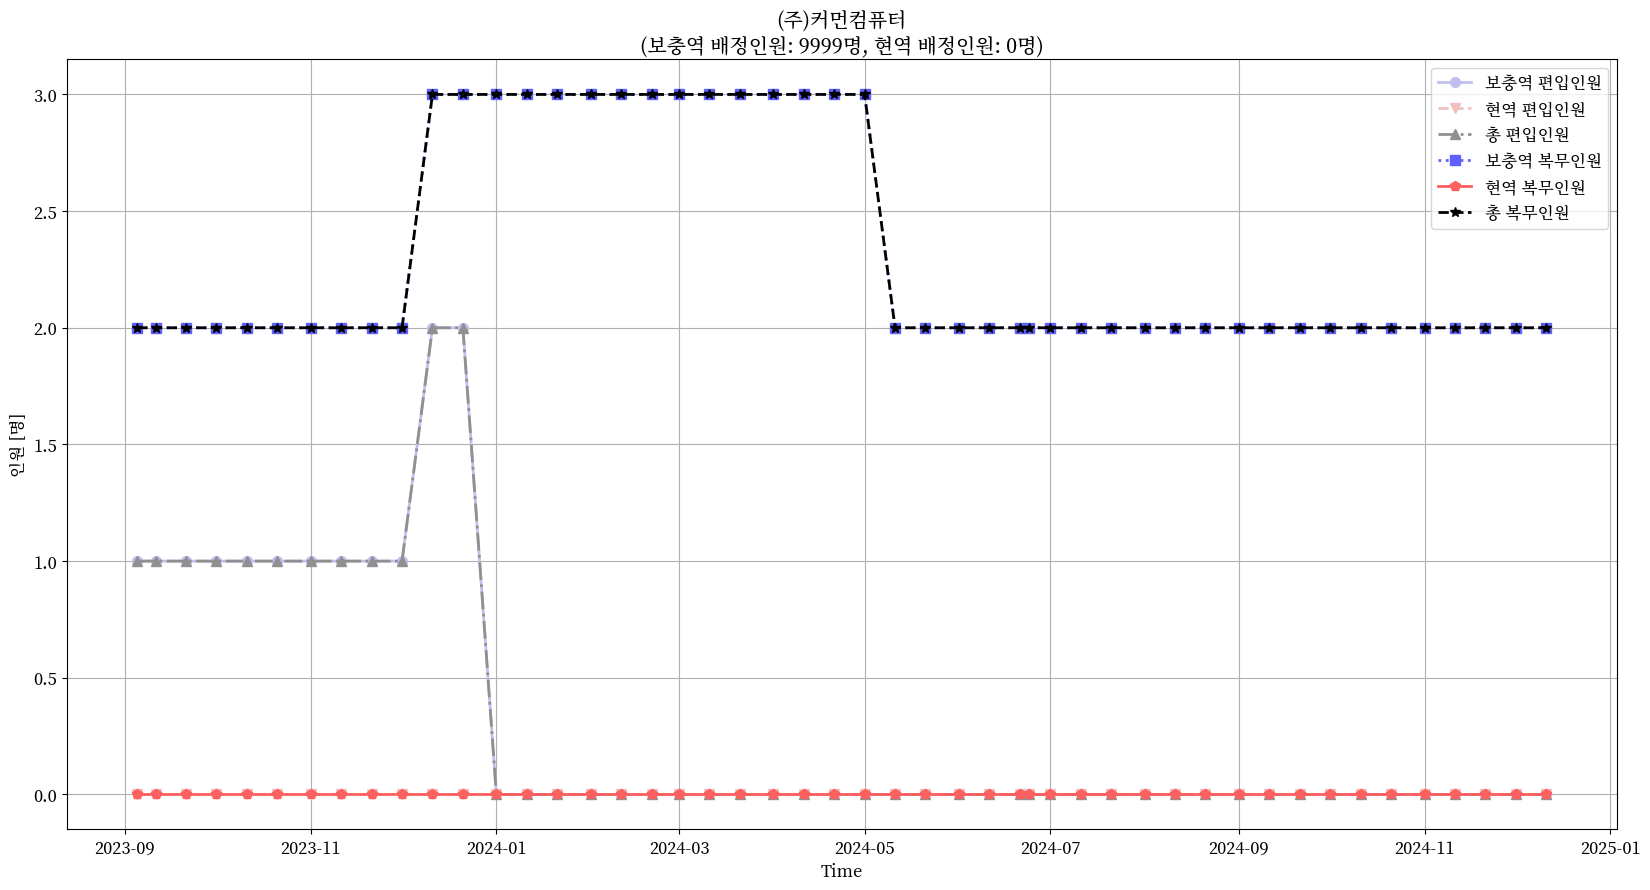 (주)커먼컴퓨터
(보충역 배정인원: 9999명, 현역 배정인원: 0명)
보충역 편입인원
현역 편입인원
총 편입인원
보충역 복무인원
현역 복무인원
총 복무인원
인원 [명]
3.0
2.5
2.0
1.5
1.0
0.5
0.0
2023-09
2023-11
2024-01
2024-03
2024-05
2024-07
2024-09
2024-11
2025-01
Time